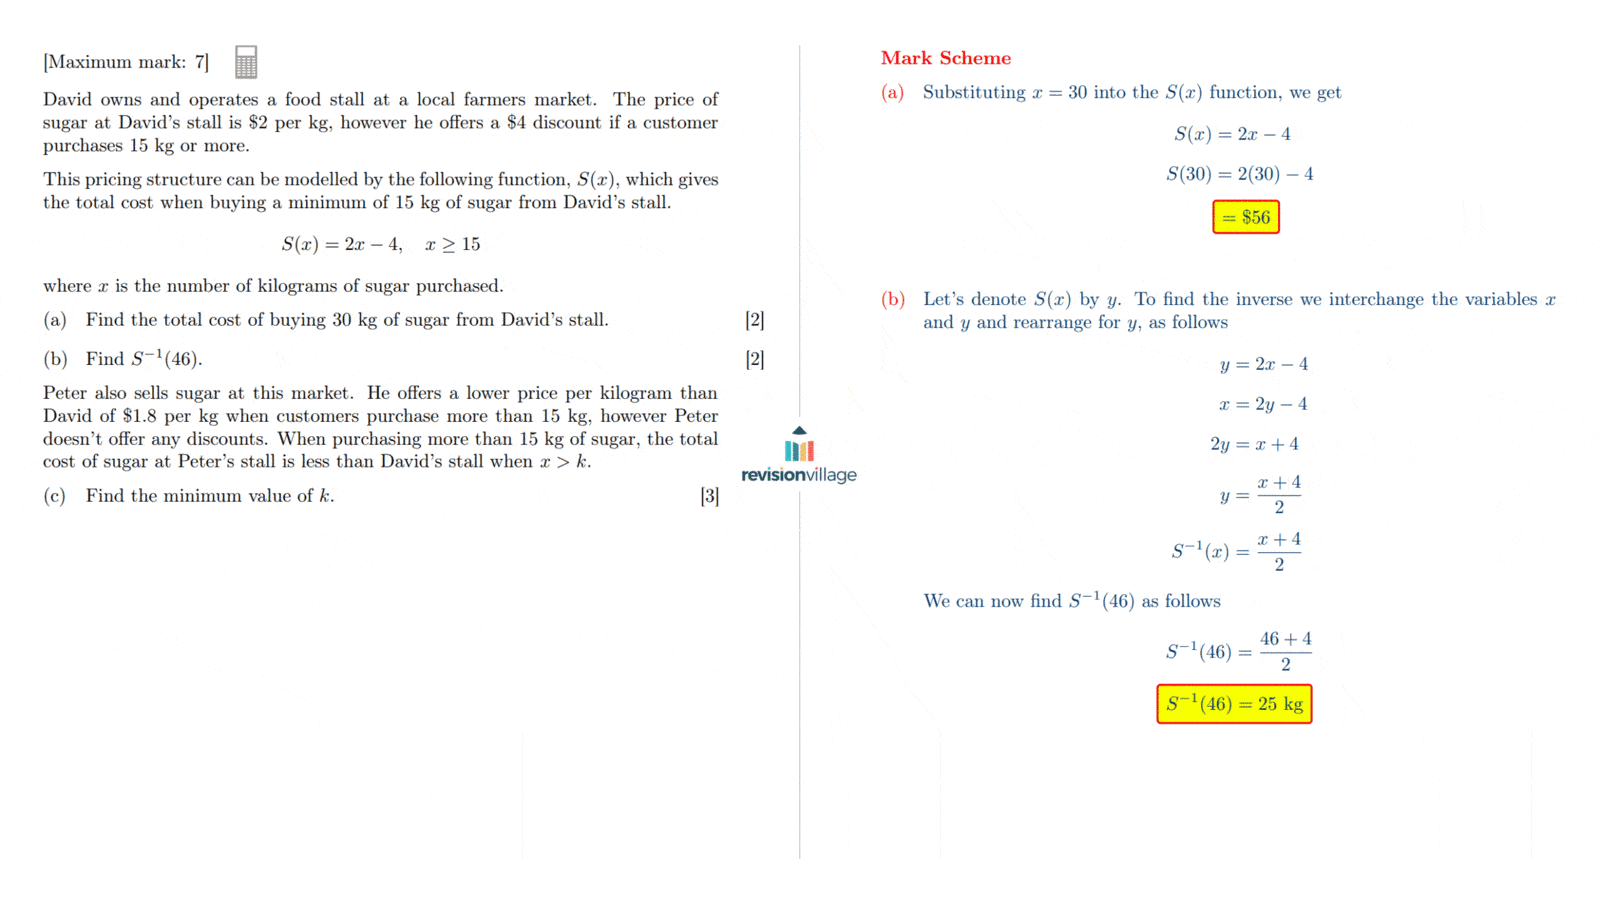 [Maximum mark: 7]
David owns and operates a food stall at a local farmers market. The price of
sugar at David's stall is $2 per kg, however he offers a $4 discount if a customer
purchases 15 kg or more.
This pricing structure can be modelled by the following function, S(x), which gives
the total cost when buying a minimum of 15 kg of sugar from David's stall.
S(x) = 2x − 4, x ≥ 15
where x is the number of kilograms of sugar purchased.
(a) Find the total cost of buying 30 kg of sugar from David's stall. [2]
(b) Find S⁻¹(46). [2]
Peter also sells sugar at this market. He offers a lower price per kilogram than
David of $1.8 per kg when customers purchase more than 15 kg, however Peter
doesn't offer any discounts. When purchasing more than 15 kg of sugar, the total
cost of sugar at Peter's stall is less than David's stall when x > k.
(c) Find the minimum value of k. [3]
revisionvillage
Mark Scheme
(a) Substituting x = 30 into the S(x) function, we get
S(x) = 2x − 4
S(30) = 2(30) − 4
= $56
(b) Let's denote S(x) by y. To find the inverse we interchange the variables x
and y and rearrange for y, as follows
y = 2x − 4
x = 2y − 4
2y = x + 4
y = (x + 4)/2
S⁻¹(x) = (x + 4)/2
We can now find S⁻¹(46) as follows
S⁻¹(46) = (46 + 4)/2
S⁻¹(46) = 25 kg